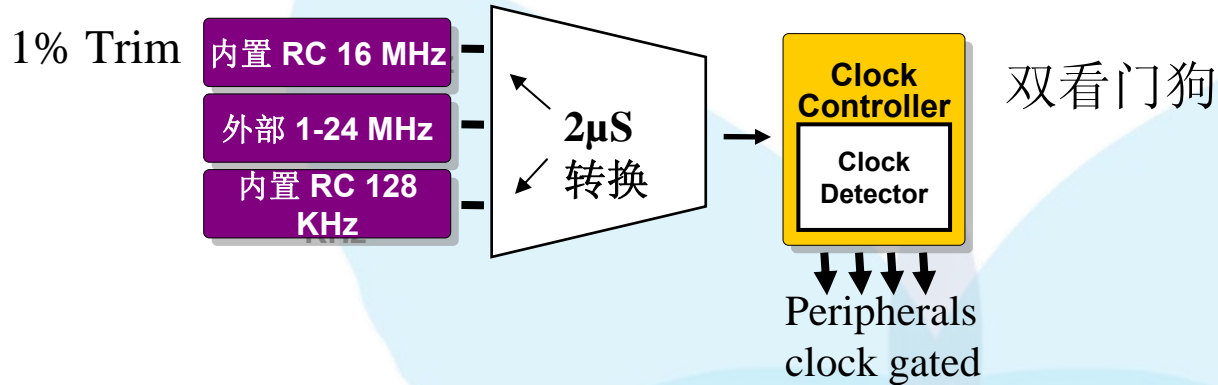 1% Trim
内置 RC 16 MHz
外部 1-24 MHz
内置 RC 128
KHz
2µS
转换
Clock
Controller
Clock
Detector
双看门狗
Peripherals
clock gated